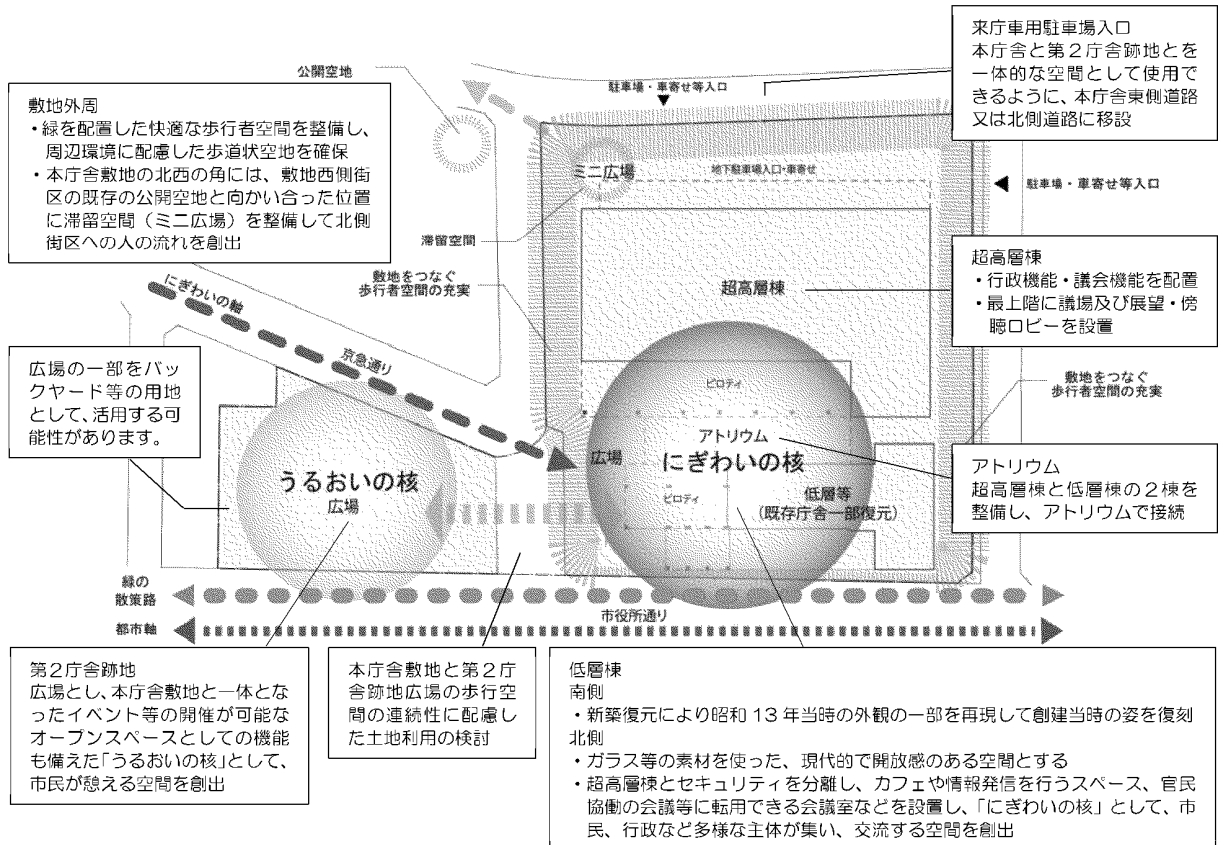 来庁車用駐車場入口
本庁舎と第2庁舎跡地とを
一体的な空間として使用で
きるように、本庁舎東側道路
又は北側道路に移設
公開空地
駐車場・車寄せ等入口
敷地外周
・緑を配置した快適な歩行者空間を整備し、
周辺環境に配慮した歩道状空地を確保
・本庁舎敷地の北西の角には、敷地西側街
区の既存の公開空地と向かい合った位置
に滞留空間（ミニ広場）を整備して北側
街区への人の流れを創出
ミニ広場
地下駐車場入口・車寄せ
駐車場・車寄せ等入口
滞留空間
敷地をつなぐ
歩行者空間の充実
超高層棟
超高層棟
・行政機能・議会機能を配置
・最上階に議場及び展望・傍
聴ロビーを設置
にぎわいの軸
京急通り
広場の一部をバッ
クヤード等の用地
として、活用する可
能性があります。
ピロティ
敷地をつなぐ
歩行者空間の充実
アトリウム
広場
にぎわいの核
うるおいの核
広場
ピロティ
低層等
（既存庁舎一部復元）
アトリウム
超高層棟と低層棟の2棟を
整備し、アトリウムで接続
緑の
散策路
市役所通り
都市軸
第2庁舎跡地
広場とし、本庁舎敷地と一体とな
ったイベント等の開催が可能な
オープンスペースとしての機能
も備えた「うるおいの核」として、
市民が憩える空間を創出
本庁舎敷地と第2庁
舎跡地広場の歩行空
間の連続性に配慮し
た土地利用の検討
低層棟
南側
・新築復元により昭和13年当時の外観の一部を再現して創建当時の姿を復刻
北側
・ガラス等の素材を使った、現代的で開放感のある空間とする
・超高層棟とセキュリティを分離し、カフェや情報発信を行うスペース、官民
協働の会議等に転用できる会議室などを設置し、「にぎわいの核」として、市
民、行政など多様な主体が集い、交流する空間を創出